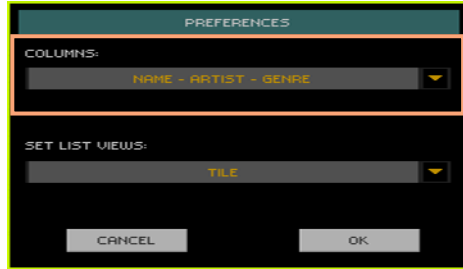 PREFERENCES
COLUMNS:
NAME - ARTIST - GENRE
SET LIST VIEWS:
TILE
CANCEL OK